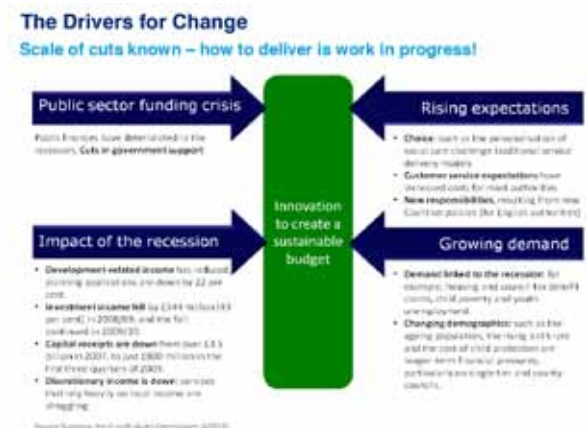 The Drivers for Change
Scale of cuts known – how to deliver is work in progress!
Public sector funding crisis
Public finances have deteriorated in the
recession. Cuts in government support
Impact of the recession
• Development-related income has reduced
planning applications are down by 22 per
cent.
• Investment income fell by £544 million (43
per cent) in 2008/09, and the fall
continued in 2009/10.
• Capital receipts are down from over £3.5
billion in 2007, to just £600 million in the
first three quarters of 2009.
• Discretionary income is down: services
that rely heavily on local income are
struggling
Innovation
to create a
sustainable
budget
Rising expectations
• Choice: such as the personalisation of
social care challenge traditional service
delivery models
• Customer service expectations have
increased costs for most authorities
• New responsibilities, resulting from new
policies (for English authorities)
Growing demand
• Demand linked to the recession: for
example, housing and council tax benefit
claims, child poverty and youth
unemployment.
• Changing demographics: such as the
ageing population, the rising birth rate
and the cost of child protection are
longer term financial pressures,
particularly on single tier and county
councils.